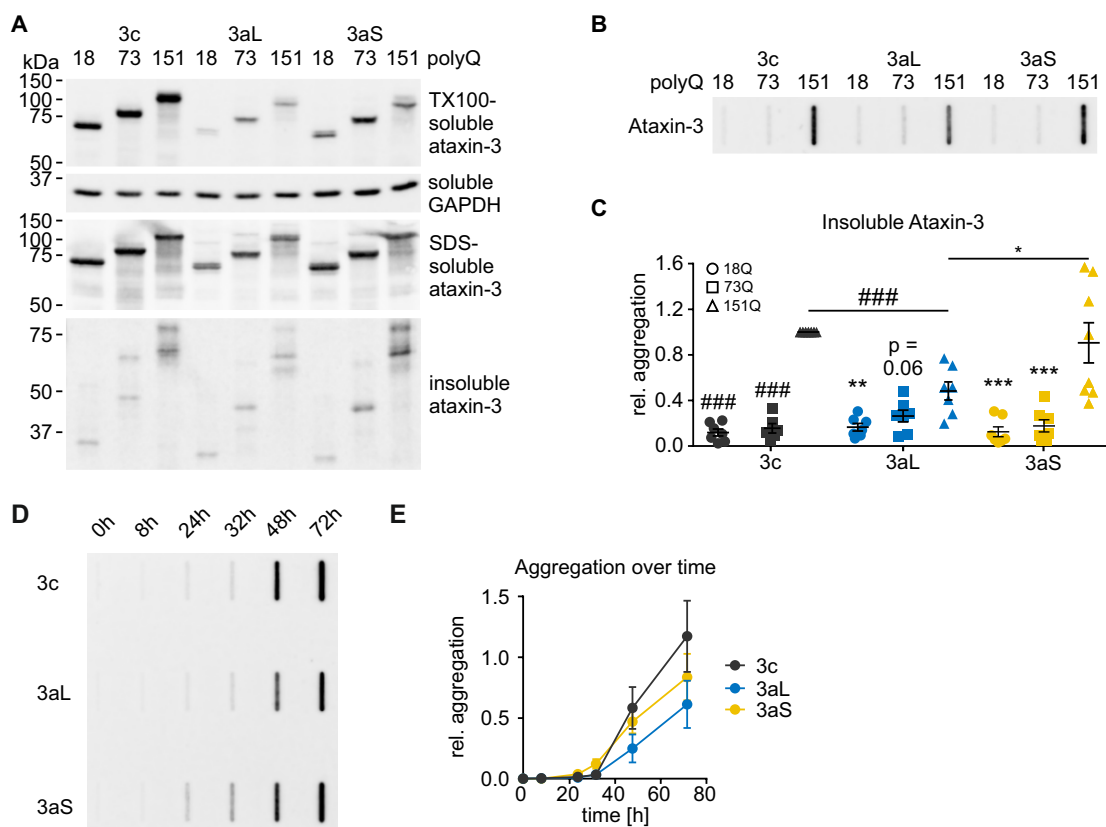 A
3c 3aL 3aS
kDa 18 73 151 18 73 151 18 73 151 polyQ
150
100
75
50
TX100-
soluble
ataxin-3
37
soluble
GAPDH
150
100
75
50
SDS-
soluble
ataxin-3
75
50
37
insoluble
ataxin-3
B
3c 3aL 3aS
polyQ 18 73 151 18 73 151 18 73 151
Ataxin-3
C
Insoluble Ataxin-3
rel. aggregation
1.6
1.2
0.8
0.4
0.0
18Q
73Q
151Q
*
###
p =
0.06
### ### ** *** ***
3c 3aL 3aS
D
0h 8h 24h 32h 48h 72h
3c
3aL
3aS
E
Aggregation over time
rel. aggregation
1.5
1.0
0.5
0.0
0 20 40 60 80
time [h]
3c
3aL
3aS